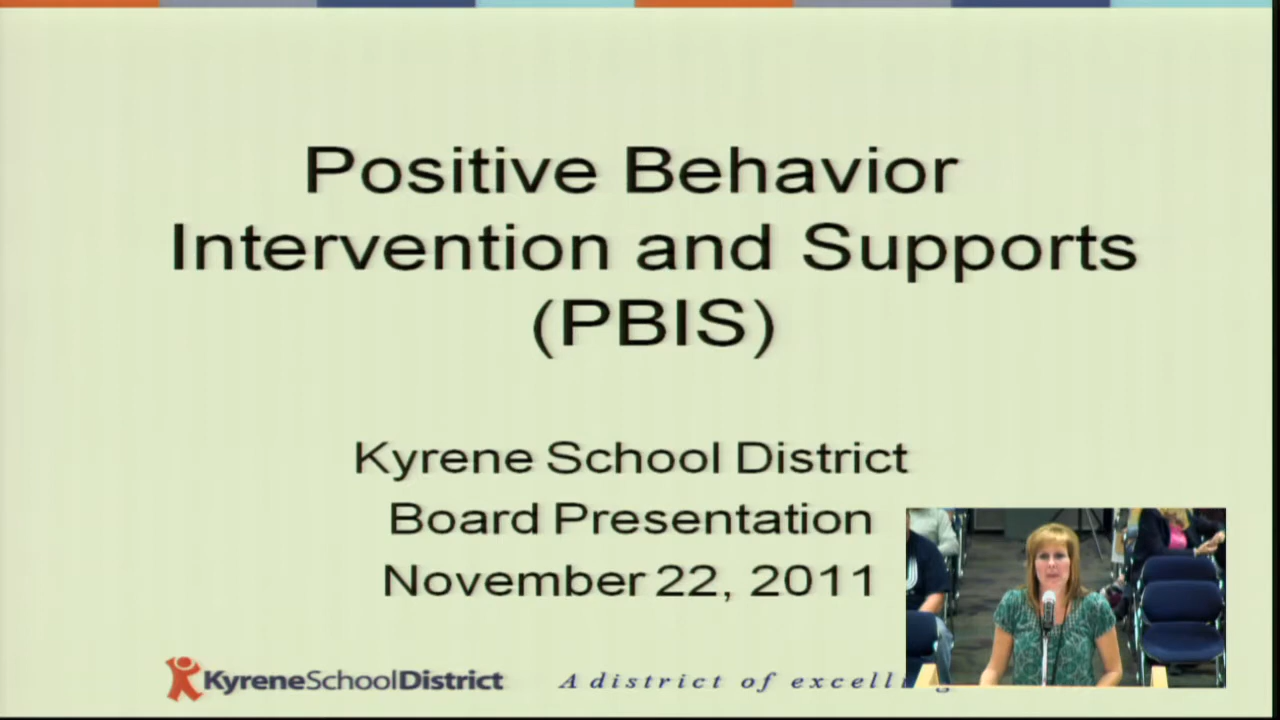 Positive Behavior
Intervention and Supports
(PBIS)
Kyrene School District
Board Presentation
November 22, 2011
KyreneSchoolDistrict
A district of